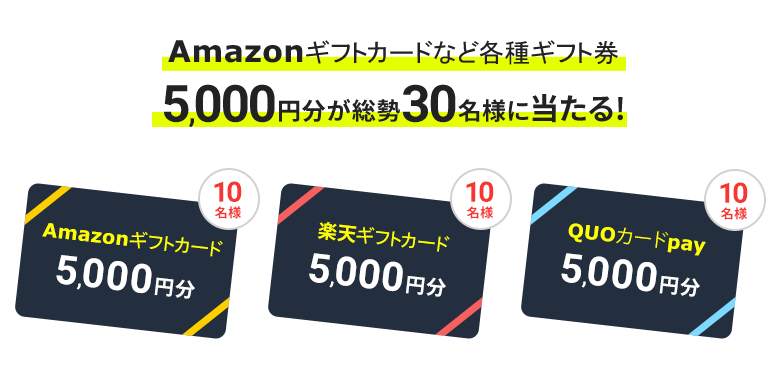 Amazonギフトカードなど各種ギフト券
5,000円分が総勢30名様に当たる!
10
名様
Amazonギフトカード
5,000円分
10
名様
楽天ギフトカード
5,000円分
10
名様
QUOカードpay
5,000円分